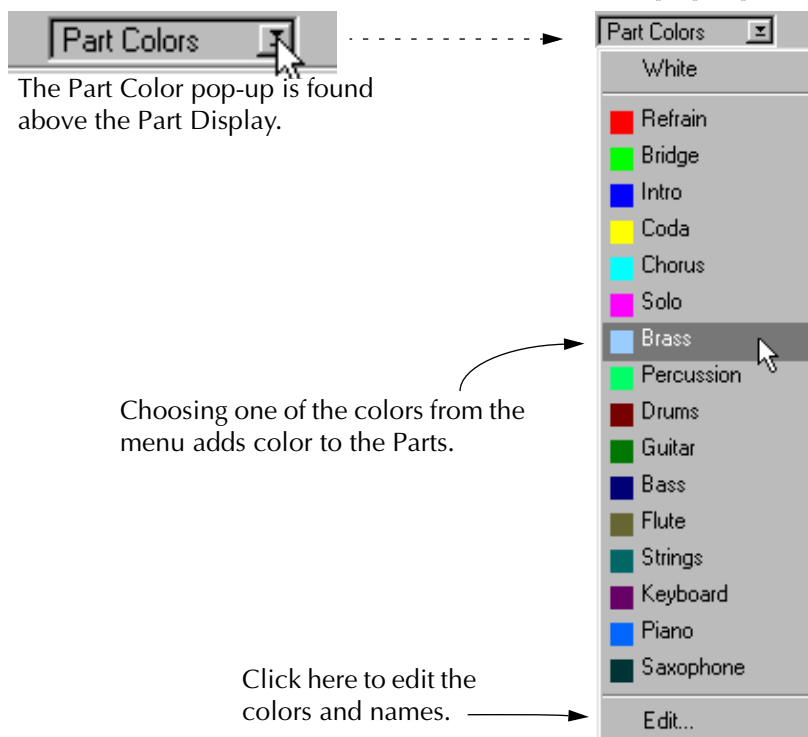 Part Colors
The Part Color pop-up is found
above the Part Display.
Part Colors
White
Refrain
Bridge
Intro
Coda
Chorus
Solo
Brass
Percussion
Drums
Guitar
Bass
Flute
Strings
Keyboard
Piano
Saxophone
Edit...
Choosing one of the colors from the
menu adds color to the Parts.
Click here to edit the
colors and names.